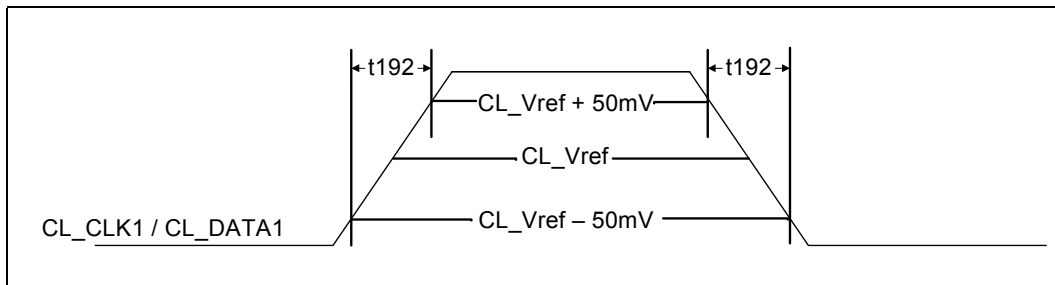 t192 t192
CL_Vref + 50mV
CL_Vref
CL_Vref – 50mV
CL_CLK1 / CL_DATA1